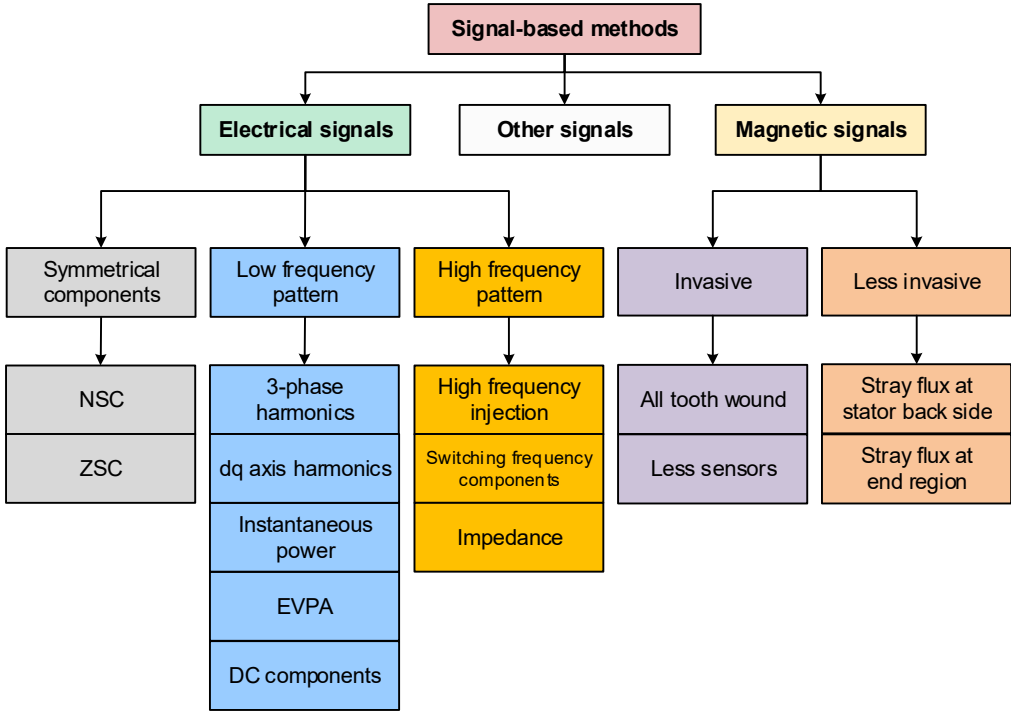 Signal-based methods
Electrical signals
Other signals
Magnetic signals
Symmetrical
components
Low frequency
pattern
High frequency
pattern
Invasive
Less invasive
NSC
ZSC
3-phase
harmonics
dq axis harmonics
Instantaneous
power
EVPA
DC components
High frequency
injection
Switching frequency
components
Impedance
All tooth wound
Less sensors
Stray flux at
stator back side
Stray flux at
end region